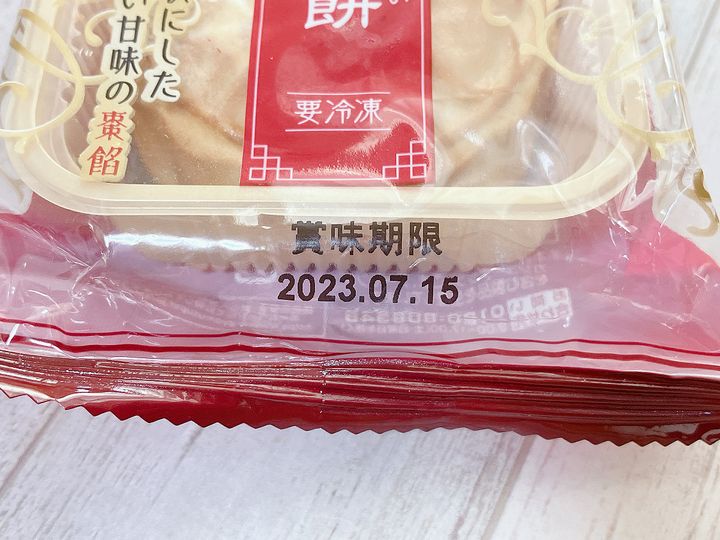 にした
い甘味の棗餡
餅
要冷凍
賞味期限
2023.07.15